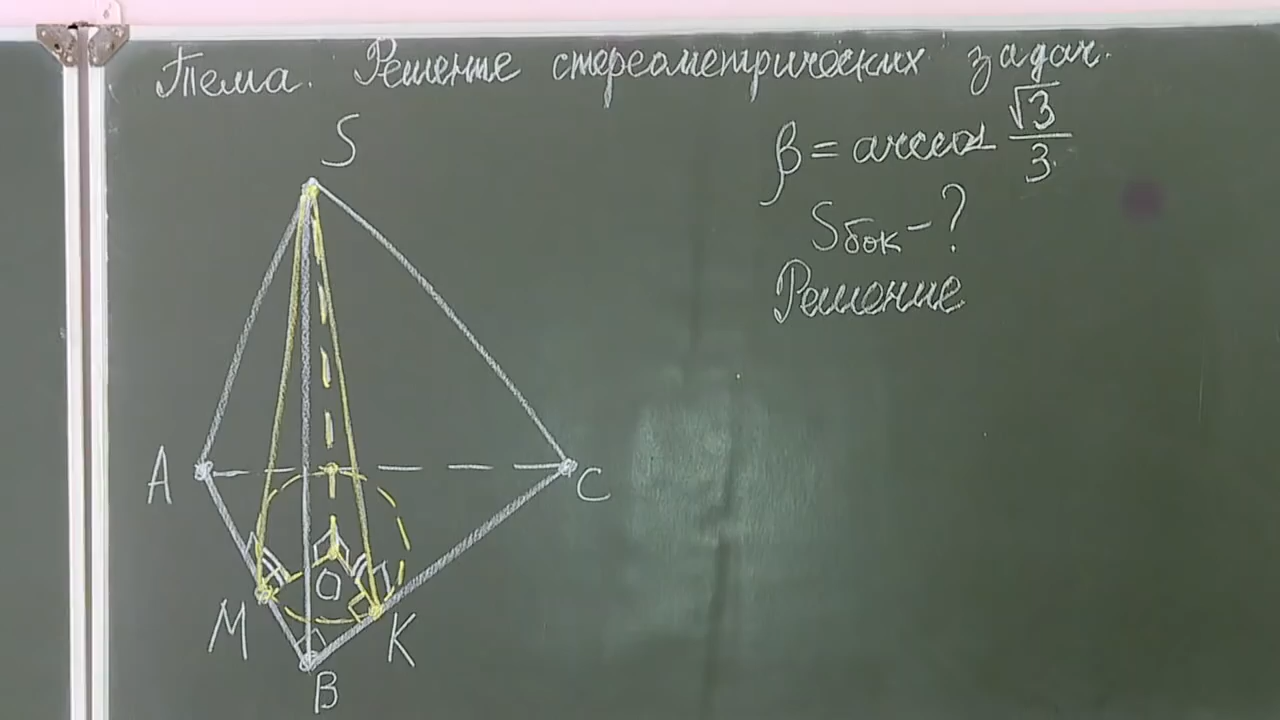 Тема. Решение стереометрических задач.
β = arccos √3/3
Sбок - ?
Решение
S
A
C
O
M
K
B